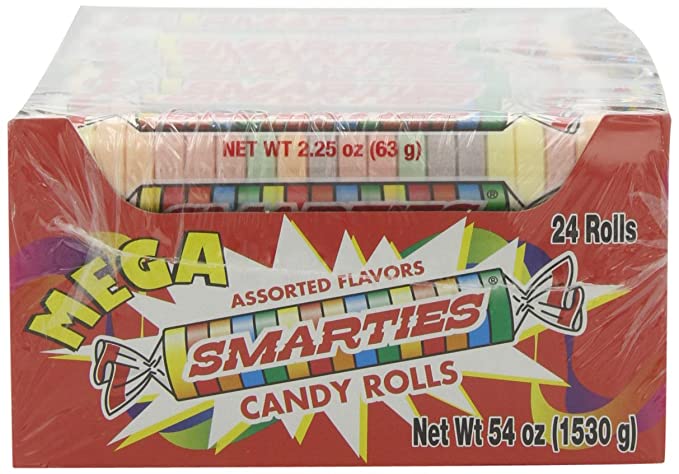 NET WT 2.25 oz (63 g)
SMARTIES®
24 Rolls
MEGA
ASSORTED FLAVORS
SMARTIES®
CANDY ROLLS
Net Wt 54 oz (1530 g)